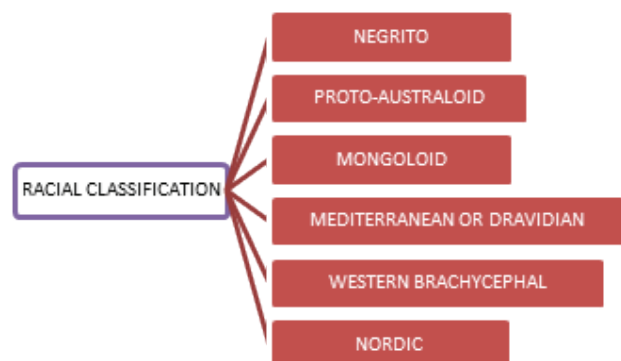 NEGRITO
PROTO-AUSTRALOID
MONGOLOID
RACIAL CLASSIFICATION
MEDITERRANEAN OR DRAVIDIAN
WESTERN BRACHYCEPHAL
NORDIC